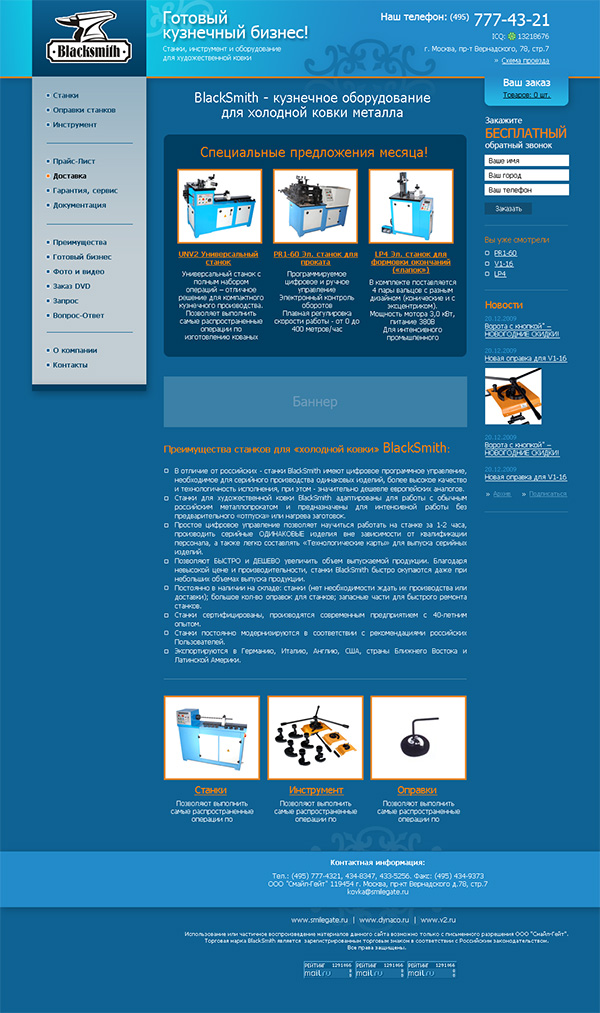 Blacksmith
Готовый
кузнечный бизнес!
Станки, инструмент и оборудование
для художественной ковки
Наш телефон: (495) 777-43-21
ICQ: 13218676
г. Москва, пр-т Вернадского, 78, стр.7
» Схема проезда
Ваш заказ
Товаров: 0 шт.
Станки
Оправки станков
Инструмент
Прайс-Лист
Доставка
Гарантия, сервис
Документация
Преимущества
Готовый бизнес
Фото и видео
Заказ DVD
Запрос
Вопрос-Ответ
О компании
Контакты
BlackSmith - кузнечное оборудование
для холодной ковки металла
Специальные предложения месяца!
UNV2 Универсальный
станок
Универсальный станок с
полным набором
операций – отличное
решение для компактного
кузнечного производства.
Позволяет выполнить
самые распространенные
операции по
изготовлению кованых
PR1-60 Эл. станок для
проката
Программируемое
цифровое и ручное
управление
Электронный контроль
оборотов
Плавная регулировка
скорости работы - от 0 до
400 метров/час
LP4 Эл. станок для
формовки окончаний
(«лапок»)
В комплекте поставляется
4 пары вальцов с разным
дизайном (конические и с
эксцентриком).
Мощность мотора 3,0 кВт,
питание 380В
Для интенсивного
промышленного
Баннер
Преимущества станков для «холодной ковки» BlackSmith:
В отличие от российских - станки BlackSmith имеют цифровое программное управление,
необходимое для серийного производства одинаковых изделий, более высокое качество
и технологичность исполнения, при этом - значительно дешевле европейских аналогов.
Станки для художественной ковки BlackSmith адаптированы для работы с обычным
российским металлопрокатом и предназначены для интенсивной работы без
предварительного «отпуска» или нагрева заготовок.
Простое цифровое управление позволяет научиться работать на станке за 1-2 часа,
производить серийные ОДИНАКОВЫЕ изделия вне зависимости от квалификации
персонала, а также легко составлять «Технологические карты» для выпуска серийных
изделий.
Позволяют БЫСТРО и ДЕШЕВО увеличить объем выпускаемой продукции. Благодаря
невысокой цене и производительности, станки BlackSmith быстро окупаются даже при
небольших объемах выпуска продукции.
Постоянно в наличии на складе: станки (нет необходимости ждать их производства или
доставки); большое кол-во оправок для станков; запасные части для быстрого ремонта
станков.
Станки сертифицированы, производятся современным предприятием с 40-летним
опытом.
Станки постоянно модернизируются в соответствии с рекомендациями российских
Пользователей.
Экспортируются в Германию, Италию, Англию, США, страны Ближнего Востока и
Латинской Америки.
Станки
Позволяют выполнить
самые распространенные
операции по
Инструмент
Позволяют выполнить
самые распространенные
операции по
Оправки
Позволяют выполнить
самые распространенные
операции по
Закажите
БЕСПЛАТНЫЙ
обратный звонок
Ваше имя
Ваш город
Ваш телефон
Заказать
Вы уже смотрели
PR1-60
V1-16
LP4
Новости
20.12.2009
Ворота с кнопкой" –
НОВОГОДНИЕ СКИДКИ!
20.12.2009
Новая оправка для V1-16
20.12.2009
Ворота с кнопкой" –
НОВОГОДНИЕ СКИДКИ!
20.12.2009
Новая оправка для V1-16
» Архив » Подписаться
Контактная информация:
Тел.: (495) 777-4321, 434-8347, 433-5256. Факс: (495) 434-9373
ООО "Смайл-Гейт" 119454 г. Москва, пр-кт Вернадского д.78, стр.7
kovka@smilegate.ru
www.smilegate.ru | www.dynaco.ru | www.v2.ru
Использование или частичное воспроизведение материалов данного сайта возможно только с письменного разрешения ООО "Смайл-Гейт".
Торговая марка BlackSmith является зарегистрированным торговым знаком в соответствии с Российским законодательством.
Все права защищены.
РЕЙТИНГ 1291066 РЕЙТИНГ 1291066 РЕЙТИНГ 1291066
mail.ru mail.ru mail.ru